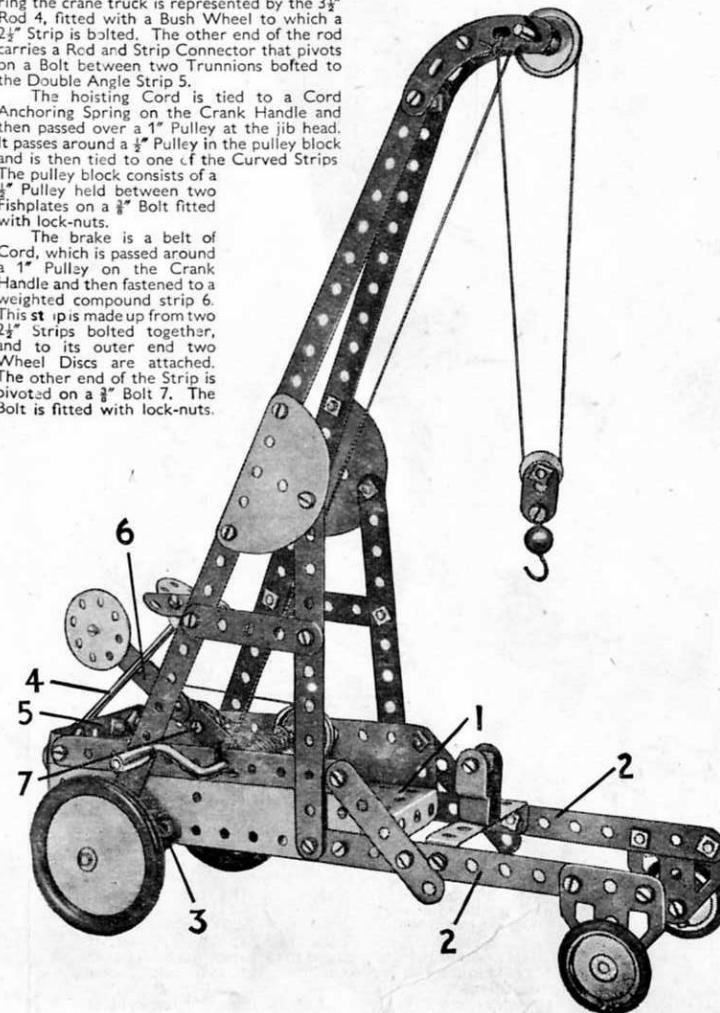 ring the crane truck is represented by the 3½"
Rod 4, fitted with a Bush Wheel to which a
2½" Strip is bolted. The other end of the rod
carries a Rod and Strip Connector that pivots
on a Bolt between two Trunnions bolted to
the Double Angle Strip 5.
The hoisting Cord is tied to a Cord
Anchoring Spring on the Crank Handle and
then passed over a 1" Pulley at the jib head.
It passes around a ½" Pulley in the pulley block
and is then tied to one of the Curved Strips
The pulley block consists of a
½" Pulley held between two
Fishplates on a ⅜" Bolt fitted
with lock-nuts.
The brake is a belt of
Cord, which is passed around
a 1" Pulley on the Crank
Handle and then fastened to a
weighted compound strip 6.
This st ip is made up from two
2½" Strips bolted together,
and to its outer end two
Wheel Discs are attached.
The other end of the Strip is
pivoted on a ⅜" Bolt 7. The
Bolt is fitted with lock-nuts.
6
4
5
7
3
1
2
2